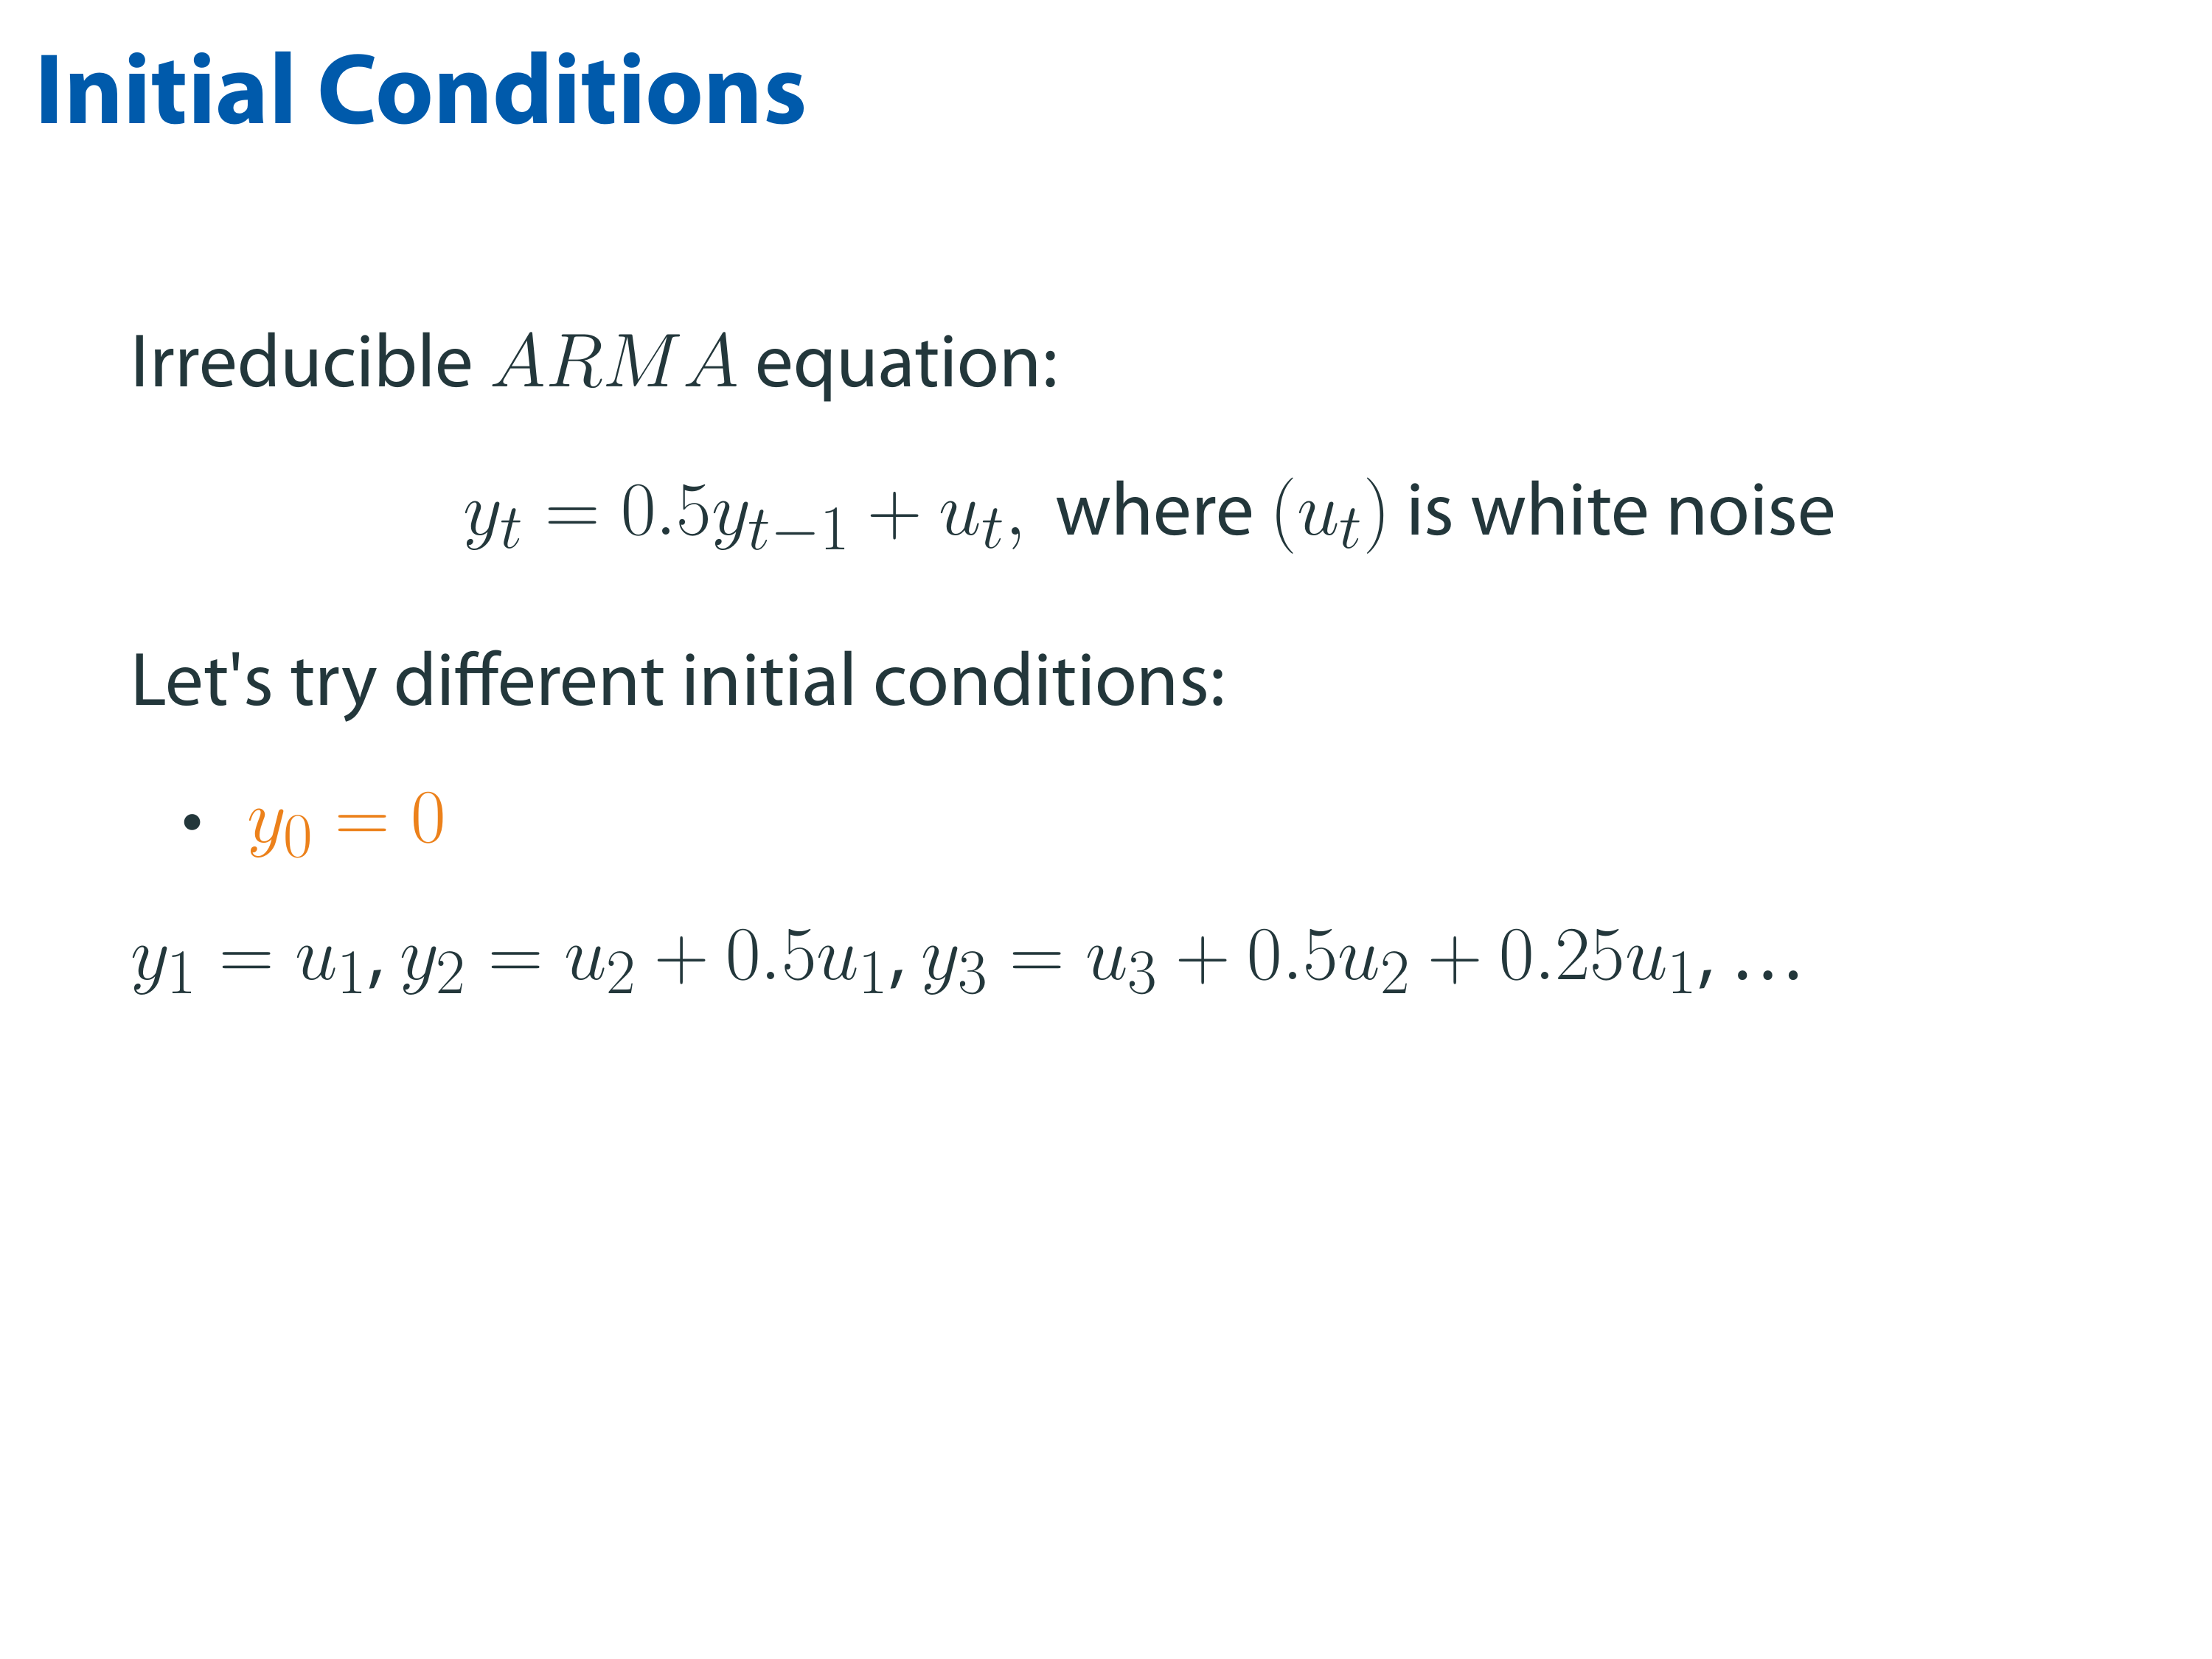 Initial Conditions
Irreducible $ARMA$ equation:
$y_t = 0.5y_{t-1} + u_t,$ where $(u_t)$ is white noise
Let's try different initial conditions:
• $y_0 = 0$
$y_1 = u_1, y_2 = u_2 + 0.5u_1, y_3 = u_3 + 0.5u_2 + 0.25u_1, \ldots$